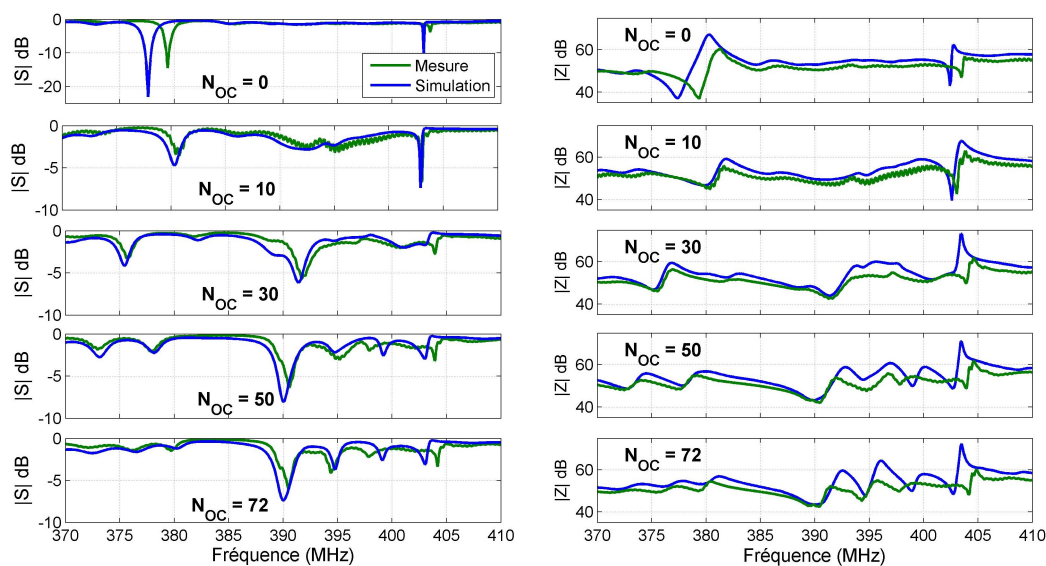 |S| dB
0
-10
-20
N_OC = 0
Mesure
Simulation
|S| dB
0
-5
-10
N_OC = 10
|S| dB
0
-5
-10
N_OC = 30
|S| dB
0
-5
-10
N_OC = 50
|S| dB
0
-5
-10
N_OC = 72
370 375 380 385 390 395 400 405 410
Fréquence (MHz)
|Z| dB
60
40
N_OC = 0
|Z| dB
60
40
N_OC = 10
|Z| dB
60
40
N_OC = 30
|Z| dB
60
40
N_OC = 50
|Z| dB
60
40
N_OC = 72
370 375 380 385 390 395 400 405 410
Fréquence (MHz)